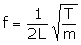 f = 1/2L √T/m